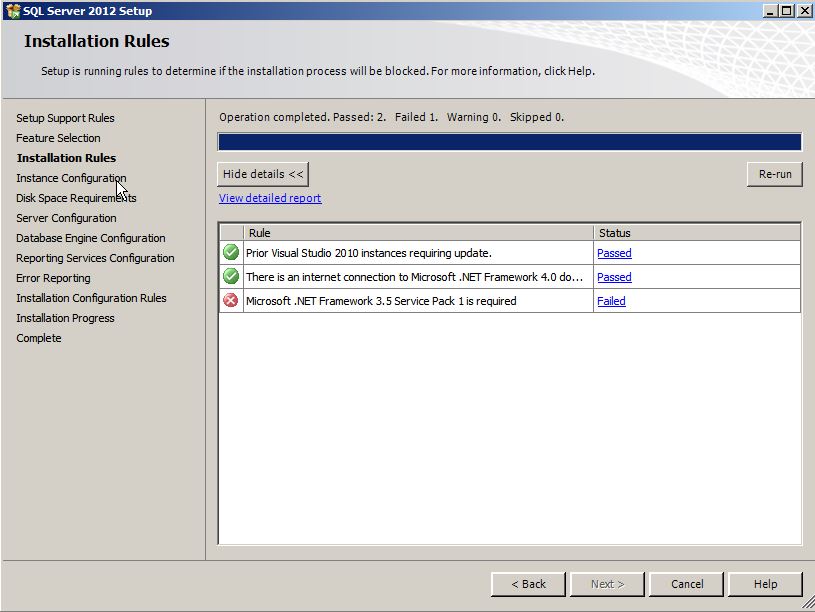 SQL Server 2012 Setup
Installation Rules
Setup is running rules to determine if the installation process will be blocked. For more information, click Help.
Setup Support Rules
Feature Selection
Installation Rules
Instance Configuration
Disk Space Requirements
Server Configuration
Database Engine Configuration
Reporting Services Configuration
Error Reporting
Installation Configuration Rules
Installation Progress
Complete
Operation completed. Passed: 2. Failed 1. Warning 0. Skipped 0.
Hide details <<
Re-run
View detailed report
Rule Status
Prior Visual Studio 2010 instances requiring update. Passed
There is an internet connection to Microsoft .NET Framework 4.0 do... Passed
Microsoft .NET Framework 3.5 Service Pack 1 is required Failed
< Back Next > Cancel Help